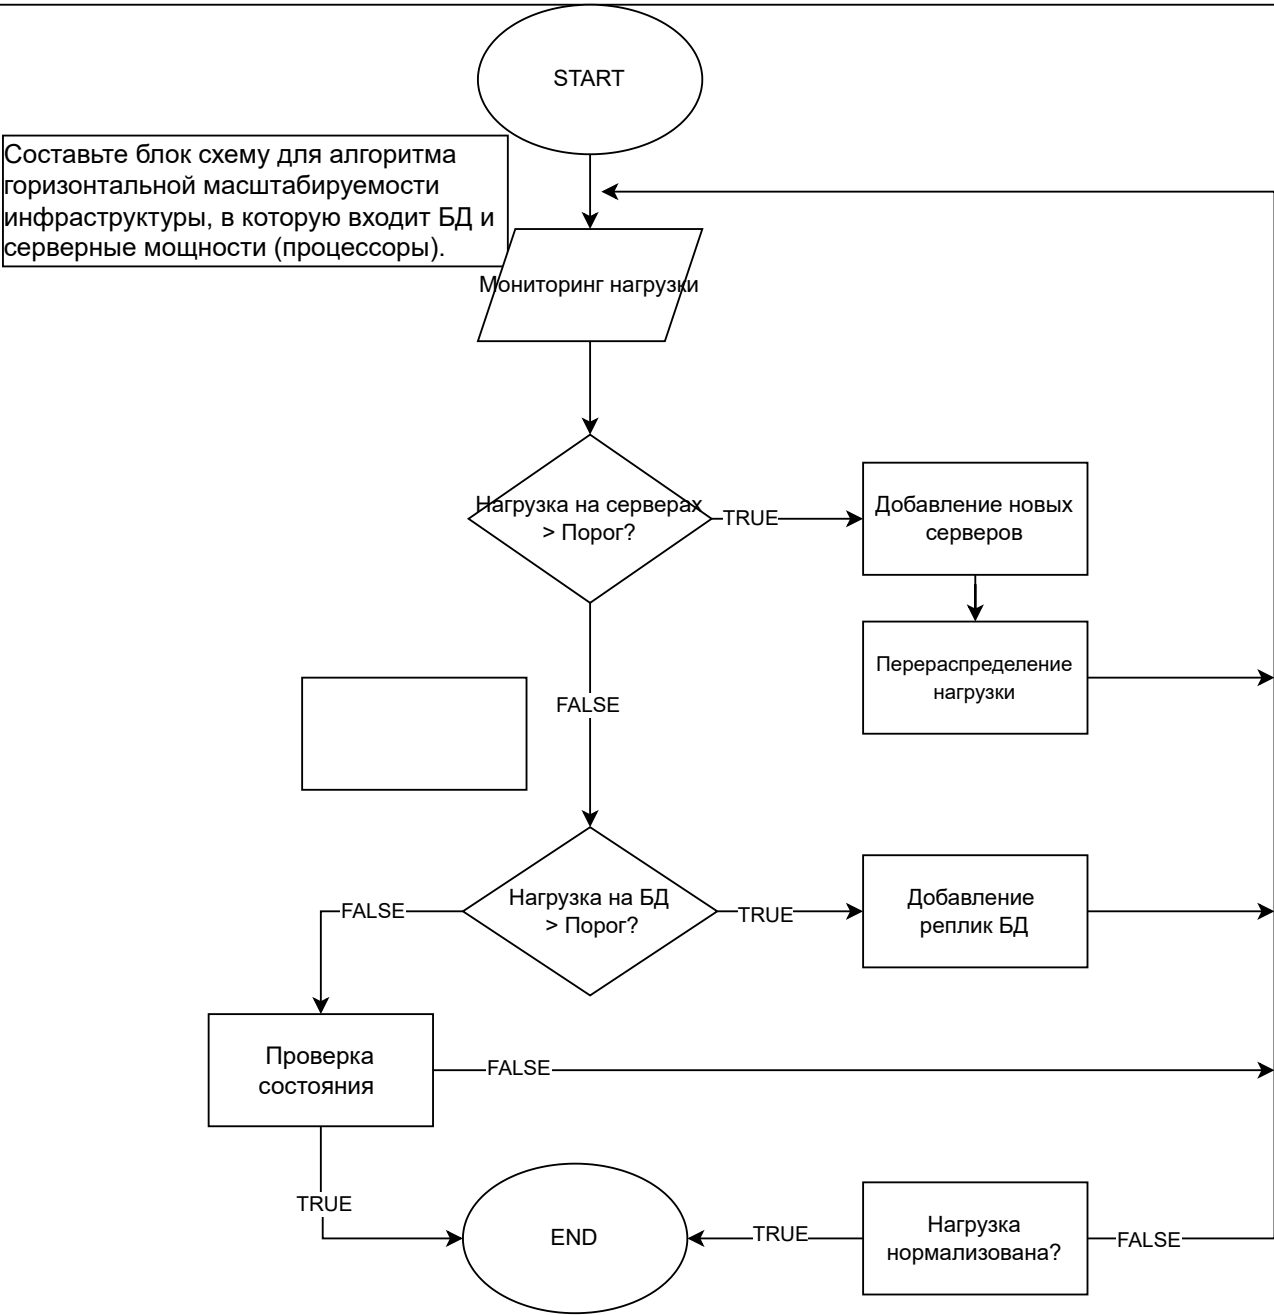 START
Составьте блок схему для алгоритма
горизонтальной масштабируемости
инфраструктуры, в которую входит БД и
серверные мощности (процессоры).
Мониторинг нагрузки
Нагрузка на серверах
> Порог?
TRUE
Добавление новых
серверов
Перераспределение
нагрузки
FALSE
Нагрузка на БД
> Порог?
FALSE
TRUE
Добавление
реплик БД
Проверка
состояния
FALSE
TRUE
END
TRUE
Нагрузка
нормализована?
FALSE